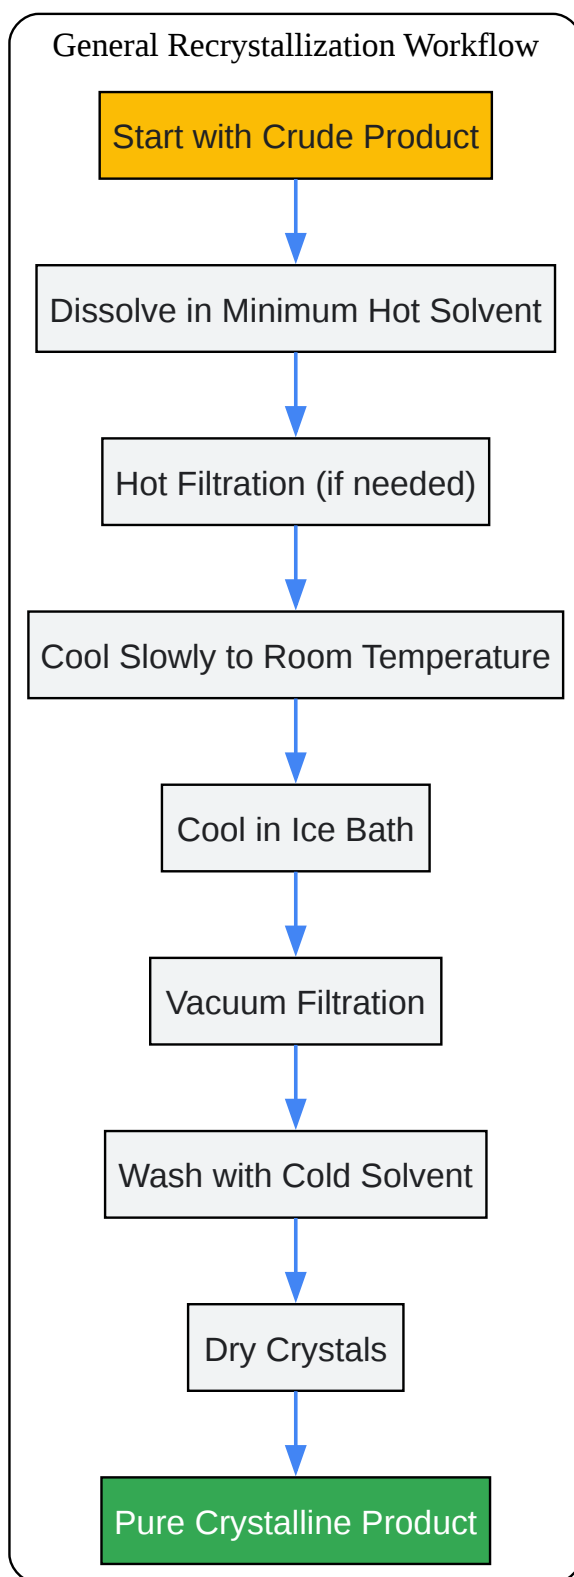 General Recrystallization Workflow
Start with Crude Product
Dissolve in Minimum Hot Solvent
Hot Filtration (if needed)
Cool Slowly to Room Temperature
Cool in Ice Bath
Vacuum Filtration
Wash with Cold Solvent
Dry Crystals
Pure Crystalline Product